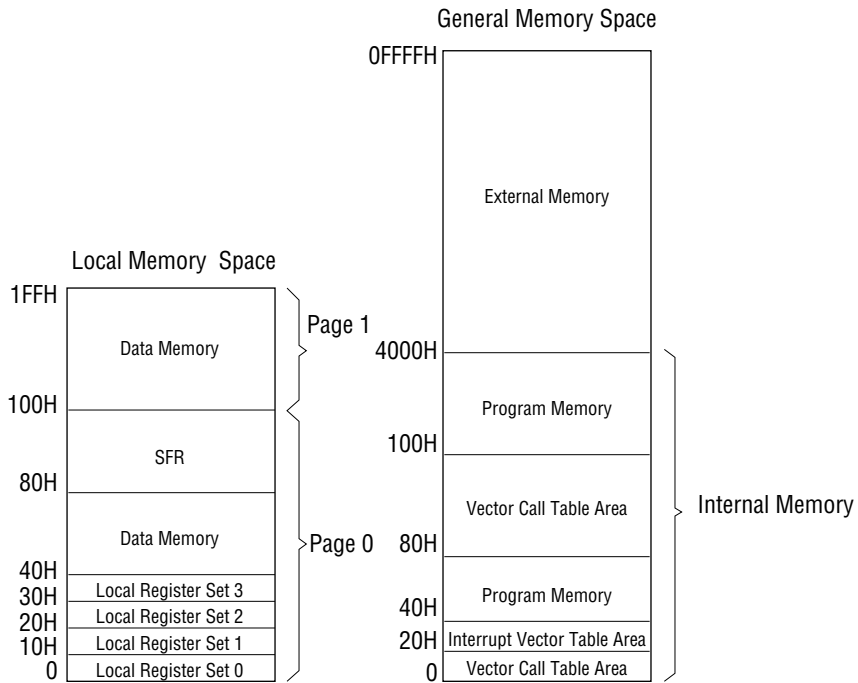 General Memory Space
0FFFFH
External Memory
4000H
Program Memory
100H
Vector Call Table Area
80H
Program Memory
40H
20H
Interrupt Vector Table Area
0
Vector Call Table Area
Internal Memory
Local Memory Space
1FFH
Data Memory
Page 1
100H
SFR
80H
Data Memory
Page 0
40H
Local Register Set 3
30H
Local Register Set 2
20H
Local Register Set 1
10H
Local Register Set 0
0